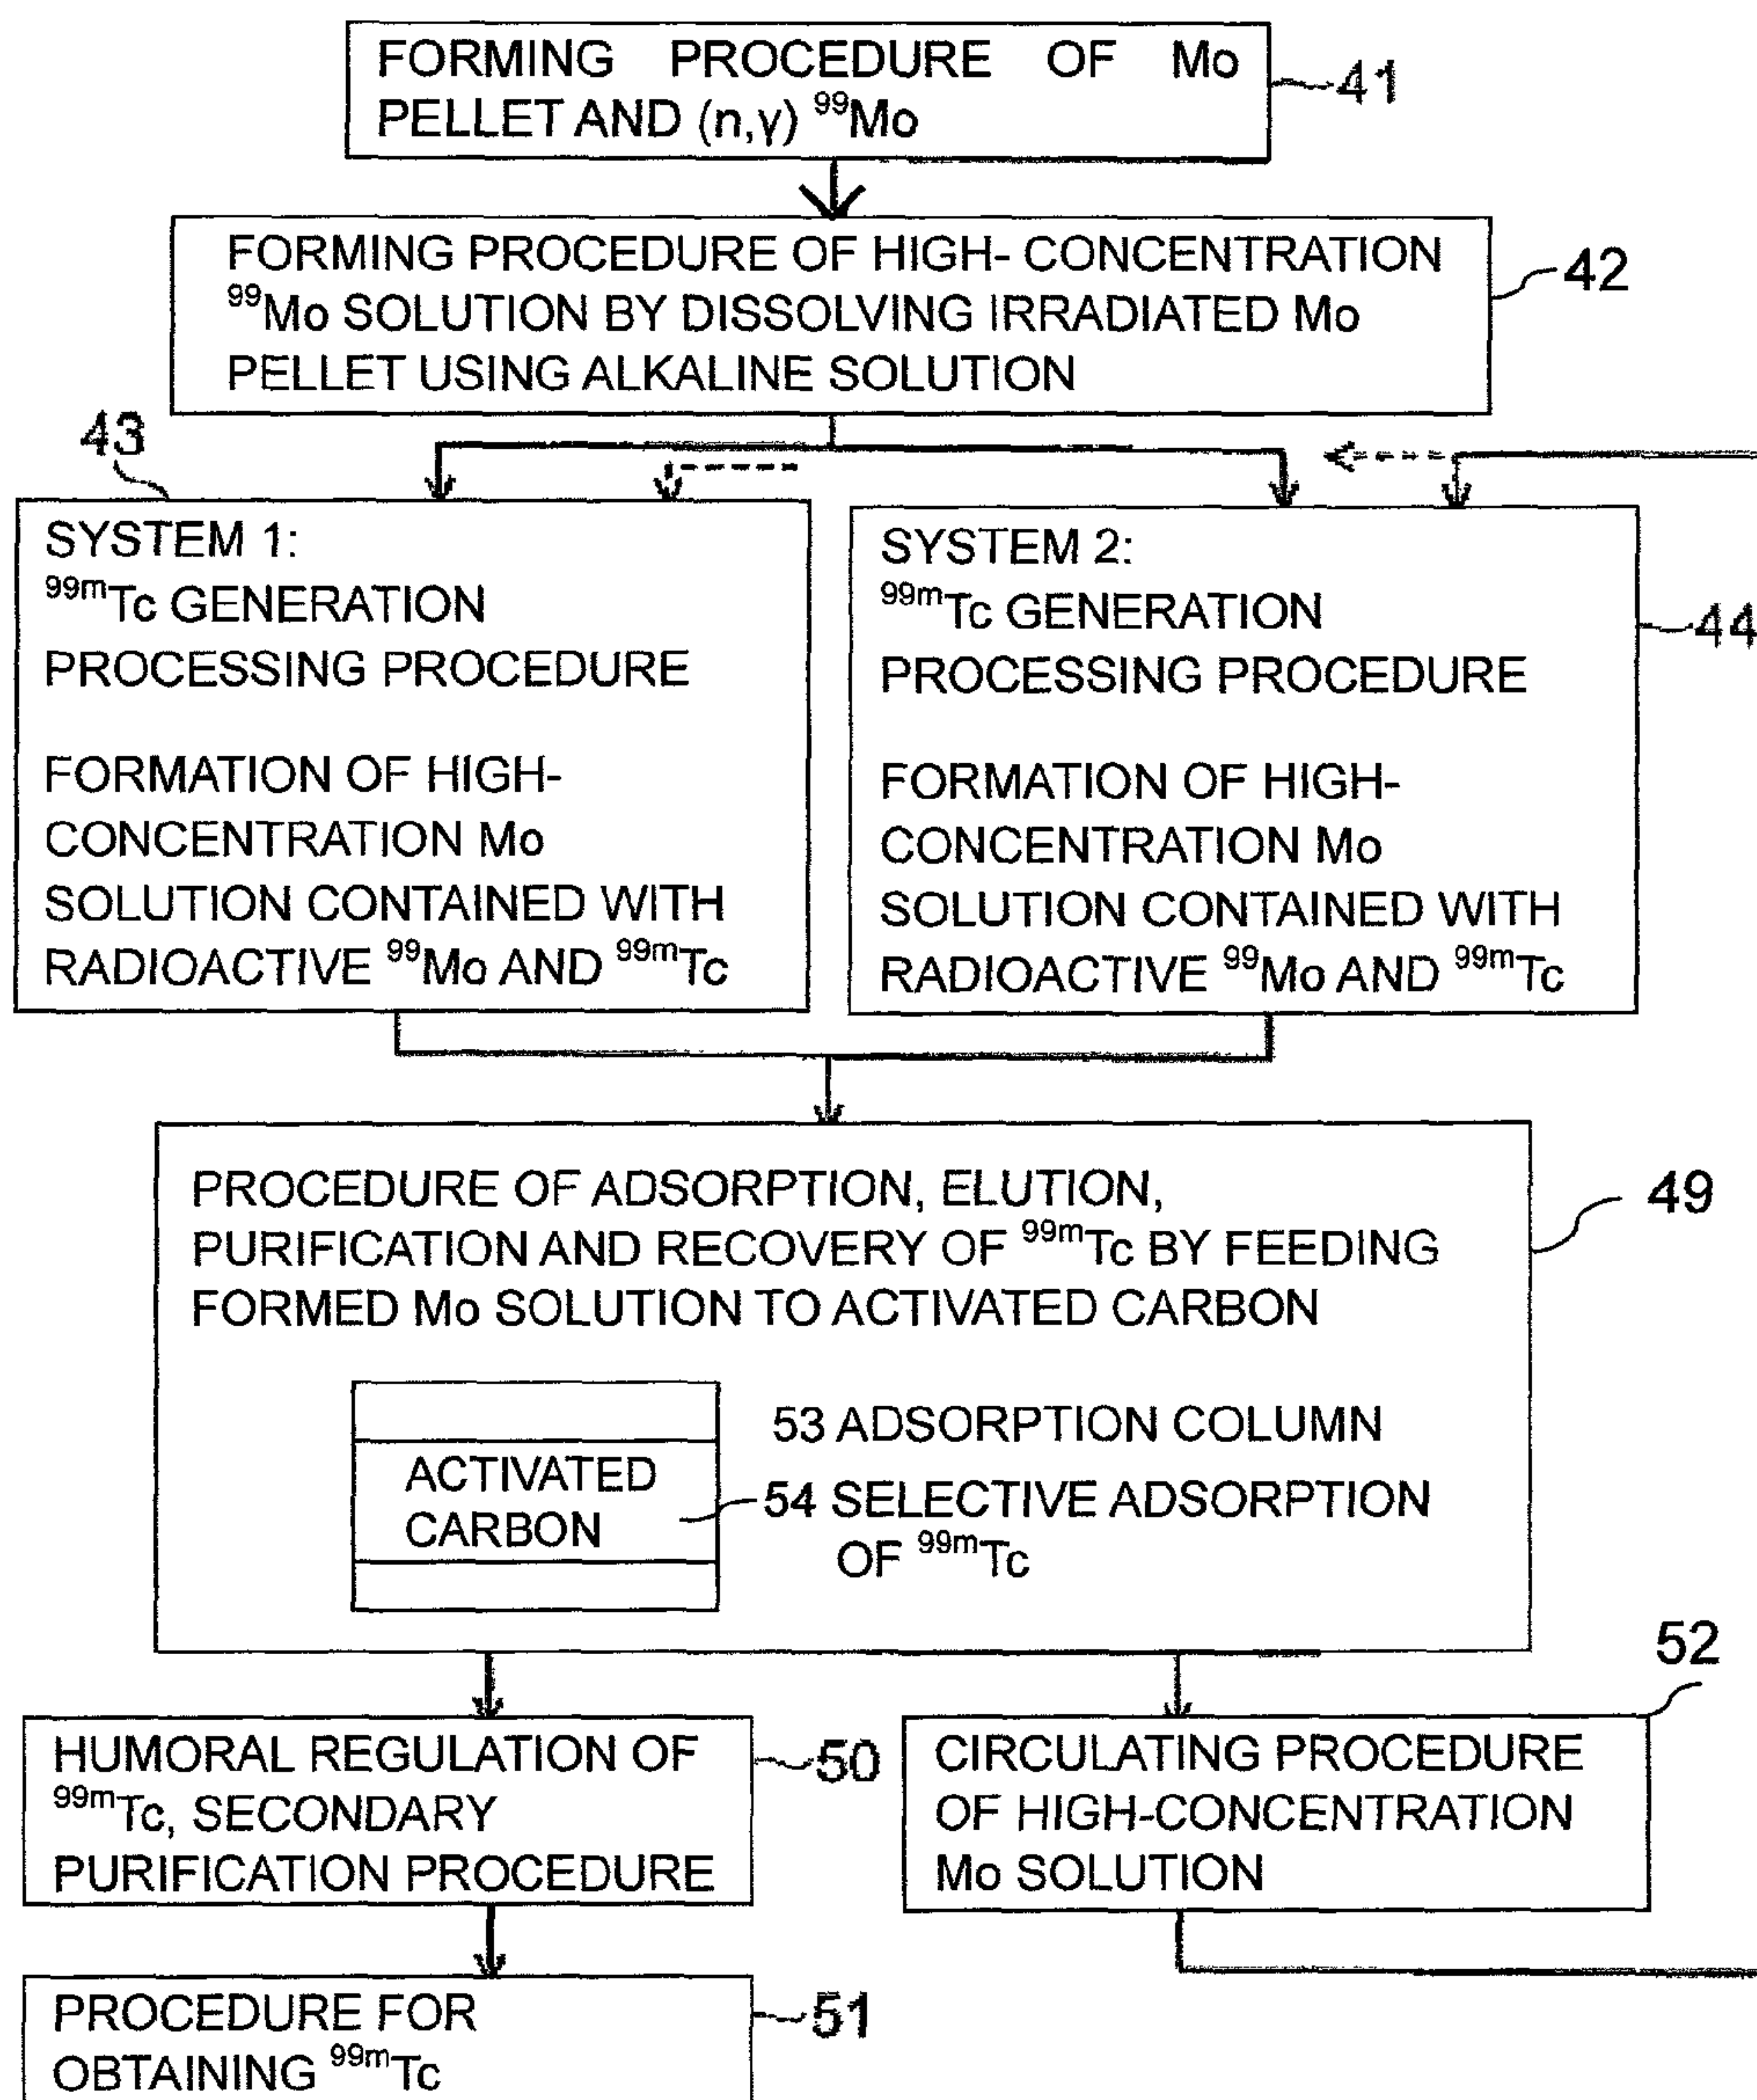 FORMING PROCEDURE OF Mo
PELLET AND (n,γ) ⁹⁹Mo
41
FORMING PROCEDURE OF HIGH- CONCENTRATION
⁹⁹Mo SOLUTION BY DISSOLVING IRRADIATED Mo
PELLET USING ALKALINE SOLUTION
42
43
SYSTEM 1:
⁹⁹ᵐTc GENERATION
PROCESSING PROCEDURE
FORMATION OF HIGH-
CONCENTRATION Mo
SOLUTION CONTAINED WITH
RADIOACTIVE ⁹⁹Mo AND ⁹⁹ᵐTc
SYSTEM 2:
⁹⁹ᵐTc GENERATION
PROCESSING PROCEDURE
FORMATION OF HIGH-
CONCENTRATION Mo
SOLUTION CONTAINED WITH
RADIOACTIVE ⁹⁹Mo AND ⁹⁹ᵐTc
44
PROCEDURE OF ADSORPTION, ELUTION,
PURIFICATION AND RECOVERY OF ⁹⁹ᵐTc BY FEEDING
FORMED Mo SOLUTION TO ACTIVATED CARBON
49
ACTIVATED
CARBON
53 ADSORPTION COLUMN
54 SELECTIVE ADSORPTION
OF ⁹⁹ᵐTc
HUMORAL REGULATION OF
⁹⁹ᵐTc, SECONDARY
PURIFICATION PROCEDURE
50
52
CIRCULATING PROCEDURE
OF HIGH-CONCENTRATION
Mo SOLUTION
PROCEDURE FOR
OBTAINING ⁹⁹ᵐTc
51